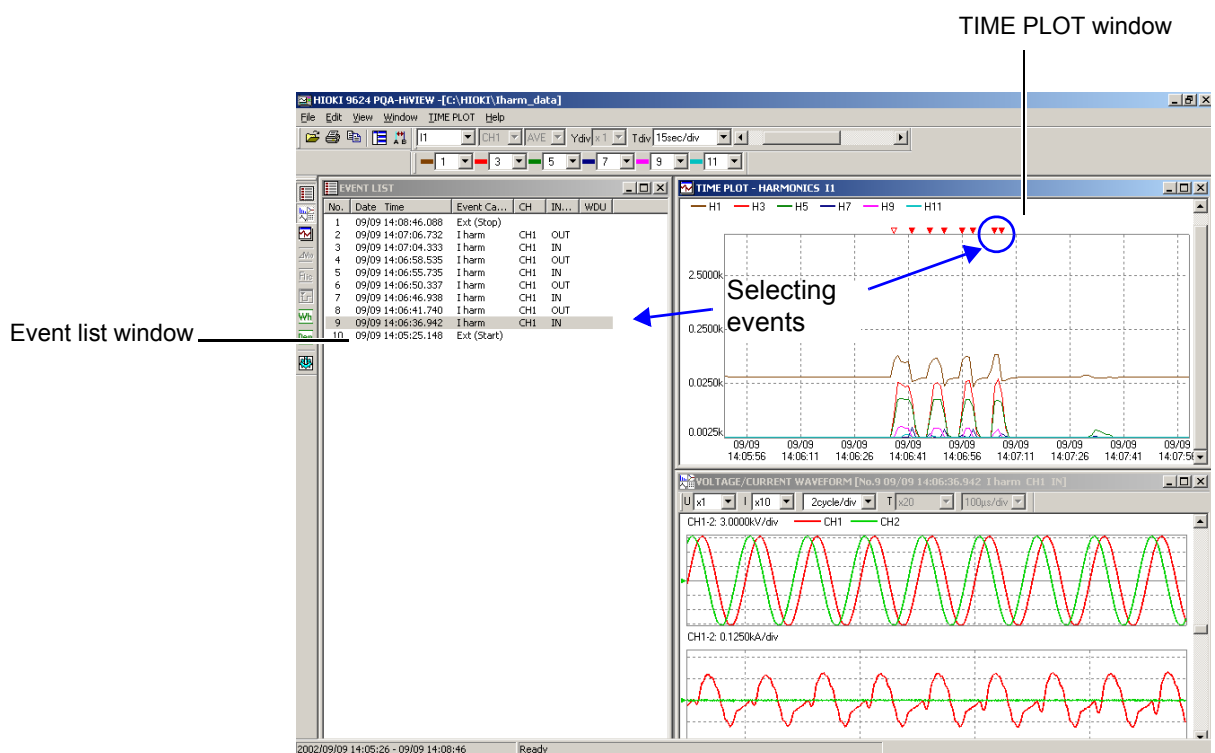 TIME PLOT window
HIOKI 9624 PQA-HiVIEW -[C:\HIOKI\Iharm_data]
File Edit View Window TIME PLOT Help
I1 CH1 AVE Ydiv x 1 Tdiv 15sec/div
1 3 5 7 9 11
EVENT LIST
No. Date Time Event Ca... CH IN... WDU
1 09/09 14:08:46.088 Ext (Stop)
2 09/09 14:07:06.732 I harm CH1 OUT
3 09/09 14:07:04.333 I harm CH1 IN
4 09/09 14:06:58.535 I harm CH1 OUT
5 09/09 14:06:55.735 I harm CH1 IN
6 09/09 14:06:50.337 I harm CH1 OUT
7 09/09 14:06:46.938 I harm CH1 IN
8 09/09 14:06:41.740 I harm CH1 OUT
9 09/09 14:06:36.942 I harm CH1 IN
10 09/09 14:05:25.148 Ext (Start)
Event list window
Wh
TIME PLOT - HARMONICS I1
H1 H3 H5 H7 H9 H11
2.5000k
0.2500k
0.0250k
0.0025k
Selecting
events
09/09 09/09 09/09 09/09 09/09 09/09 09/09 09/09 09/09
14:05:56 14:06:11 14:06:26 14:06:41 14:06:56 14:07:11 14:07:26 14:07:41 14:07:5
VOLTAGE/CURRENT WAVEFORM [No.9 09/09 14:06:36.942 I harm CH1 IN]
U x1 I x10 2cycle/div T x20 100µs/div
CH1-2: 3.0000kV/div CH1 CH2
CH1-2: 0.1250kA/div
2002/09/09 14:05:26 - 09/09 14:08:46 Ready